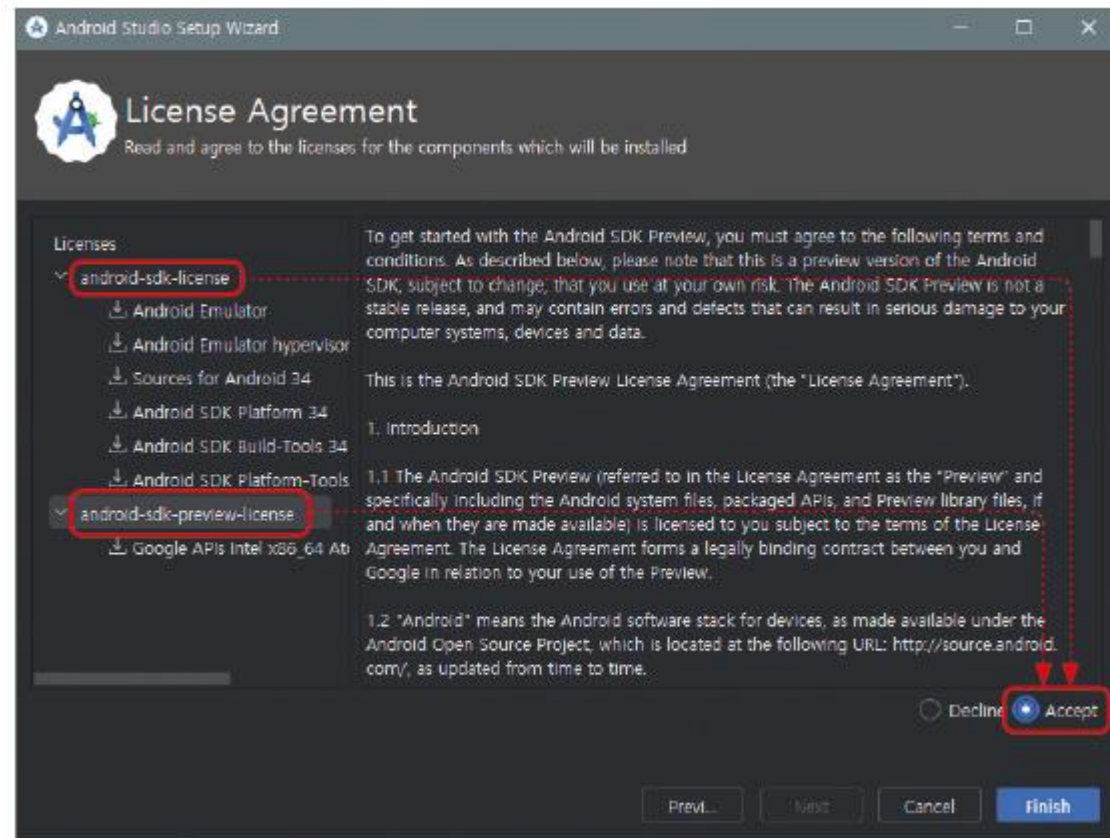 Android Studio Setup Wizard
License Agreement
Read and agree to the licenses for the components which will be installed
Licenses
android-sdk-license
Android Emulator
Android Emulator hypervisor
Sources for Android 34
Android SDK Platform 34
Android SDK Build-Tools 34
Android SDK Platform-Tools
android-sdk-preview-license
Google APIs Intel x86_64 At
To get started with the Android SDK Preview, you must agree to the following terms and
conditions. As described below, please note that this is a preview version of the Android
SDK, subject to change, that you use at your own risk. The Android SDK Preview is not a
stable release, and may contain errors and defects that can result in serious damage to your
computer systems, devices and data.
This is the Android SDK Preview License Agreement (the "License Agreement").
1. Introduction
1.1 The Android SDK Preview (referred to in the License Agreement as the "Preview" and
specifically including the Android system files, packaged APIs, and Preview library files, if
and when they are made available) is licensed to you subject to the terms of the License
Agreement. The License Agreement forms a legally binding contract between you and
Google in relation to your use of the Preview.
1.2 "Android" means the Android software stack for devices, as made available under the
Android Open Source Project, which is located at the following URL: http://source.android.
com/, as updated from time to time.
Decline
Accept
Previ...
Next
Cancel
Finish